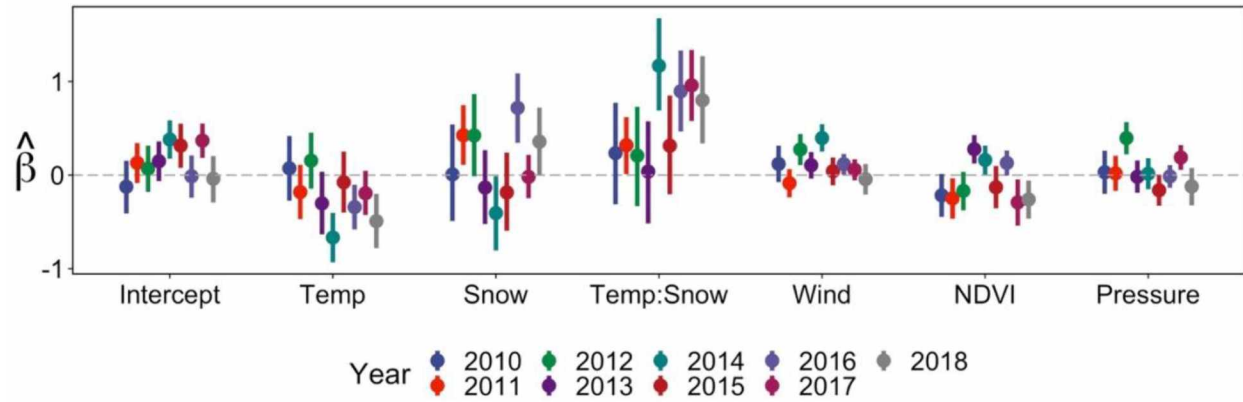 1
0
-1
β̂
Intercept Temp Snow Temp:Snow Wind NDVI Pressure
Year 2010 2012 2014 2016 2018
2011 2013 2015 2017